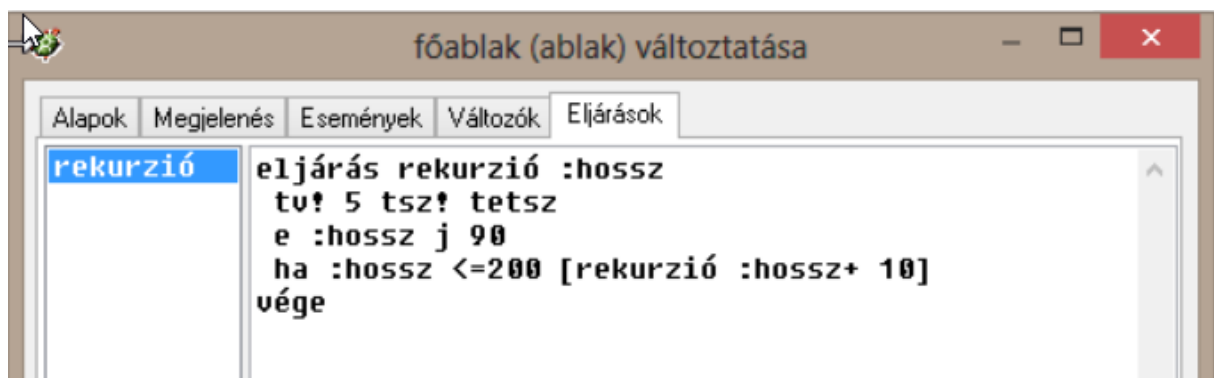 főablak (ablak) változtatása
Alapok Megjelenés Események Változók Eljárások
rekurzió
eljárás rekurzió :hossz
tv! 5 tsz! tetsz
e :hossz j 90
ha :hossz <=200 [rekurzió :hossz+ 10]
vége